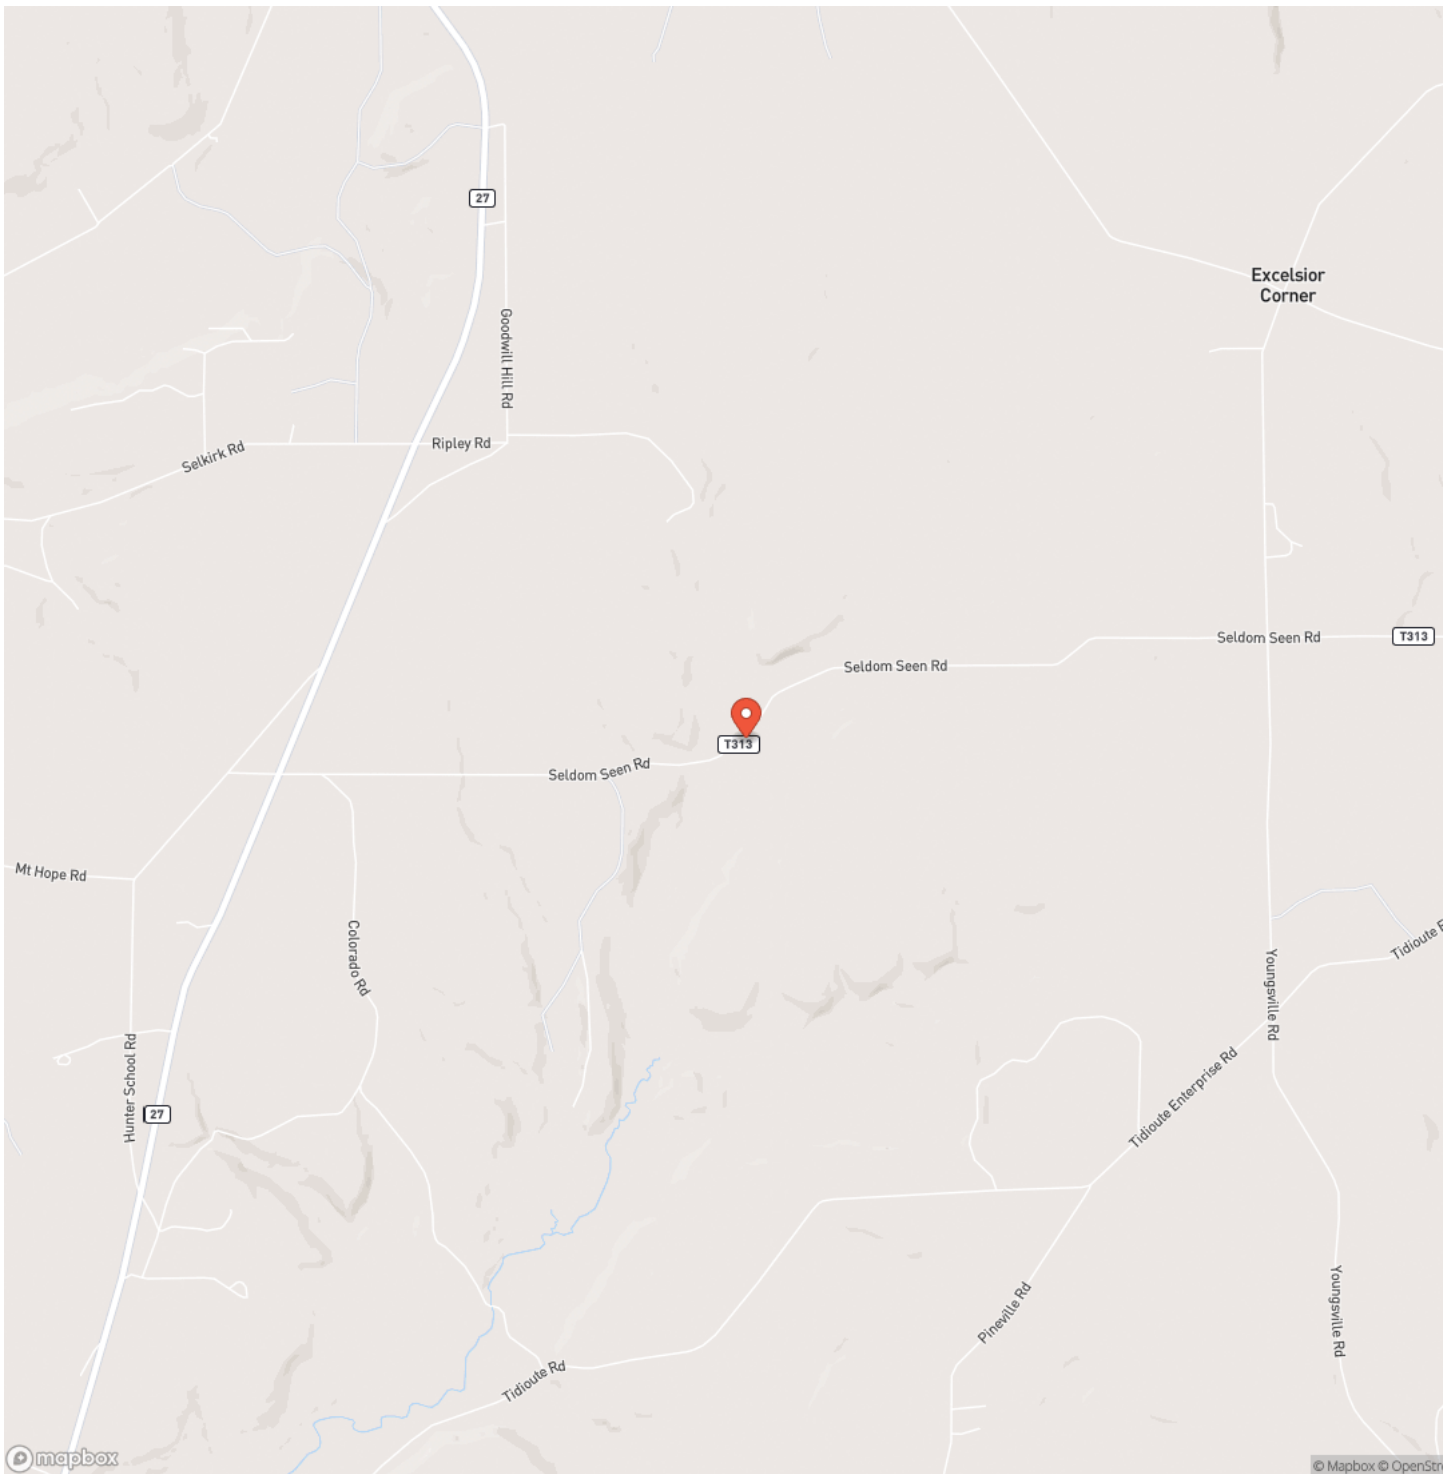 27
Excelsior
Corner
Goodwill Hill Rd
Ripley Rd
Selkirk Rd
Seldom Seen Rd
T313
Seldom Seen Rd
T313
Seldom Seen Rd
Mt Hope Rd
Colorado Rd
Tidioute E
Youngsville Rd
Hunter School Rd
Tidioute Enterprise Rd
27
Pineville Rd
Youngsville Rd
Tidioute Rd
mapbox
© Mapbox © OpenStr